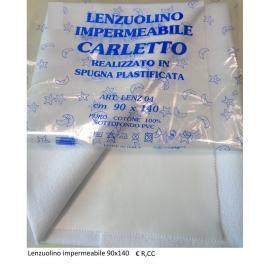 LENZUOLINO
IMPERMEABILE
CARLETTO
REALIZZATO IN
SPUGNA PLASTIFICATA
ART. LENZ 04
cm 90 x 140
PURO COTONE 100%
SOTTOFONDO PVC
Lenzuolino impermeabile 90x140 € R,CC